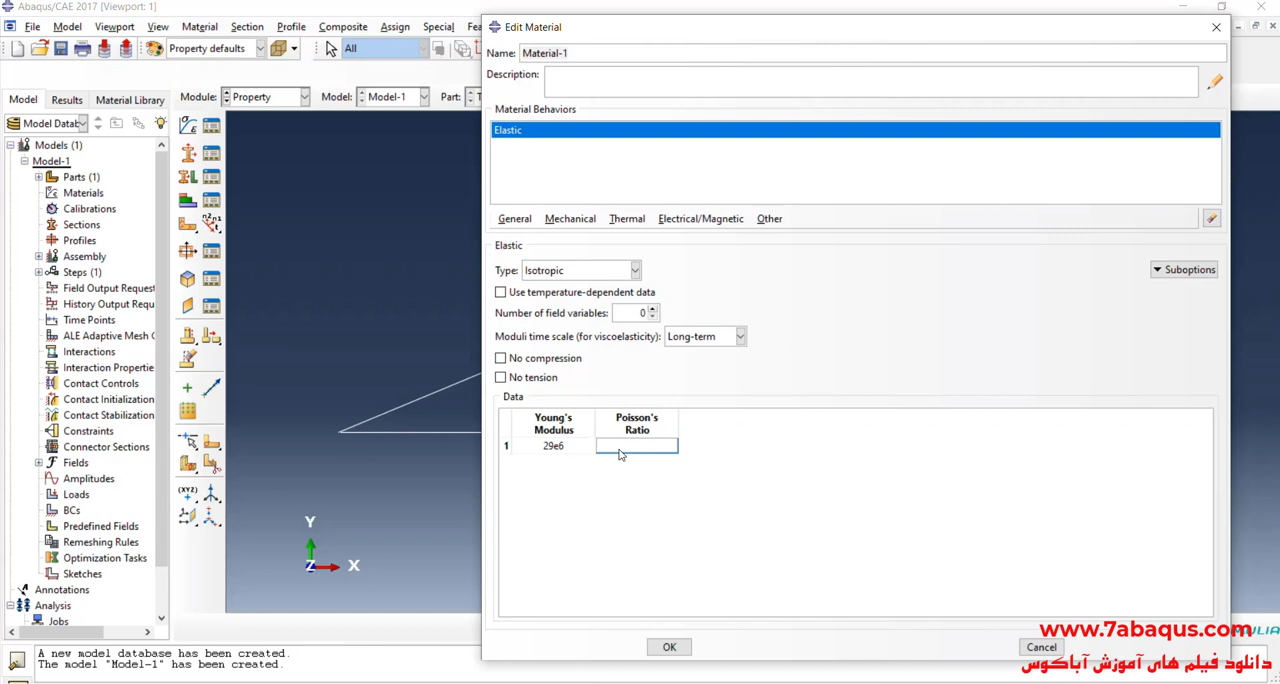 Abaqus/CAE 2017 [Viewport: 1]
File Model Viewport View Material Section Profile Composite Assign Special Fea
Property defaults All
Model Results Material Library Module: Property Model: Model-1 Part: T
Model Datab
Models (1)
Model-1
Parts (1)
Materials
Calibrations
Sections
Profiles
Assembly
Steps (1)
Field Output Request
History Output Requ
Time Points
ALE Adaptive Mesh C
Interactions
Interaction Propertie
Contact Controls
Contact Initialization
Contact Stabilization
Constraints
Connector Sections
Fields
Amplitudes
Loads
BCs
Predefined Fields
Remeshing Rules
Optimization Tasks
Sketches
Annotations
Analysis
Jobs
(XYZ)
n2 n1
t
Y
Z X
Edit Material
Name: Material-1
Description:
Material Behaviors
Elastic
General Mechanical Thermal Electrical/Magnetic Other
Elastic
Type: Isotropic Suboptions
Use temperature-dependent data
Number of field variables: 0
Moduli time scale (for viscoelasticity): Long-term
No compression
No tension
Data
Young's Modulus Poisson's Ratio
1 29e6
OK Cancel
A new model database has been created.
The model "Model-1" has been created.
www.7abaqus.com
دانلود فیلم های آموزش آباکوس